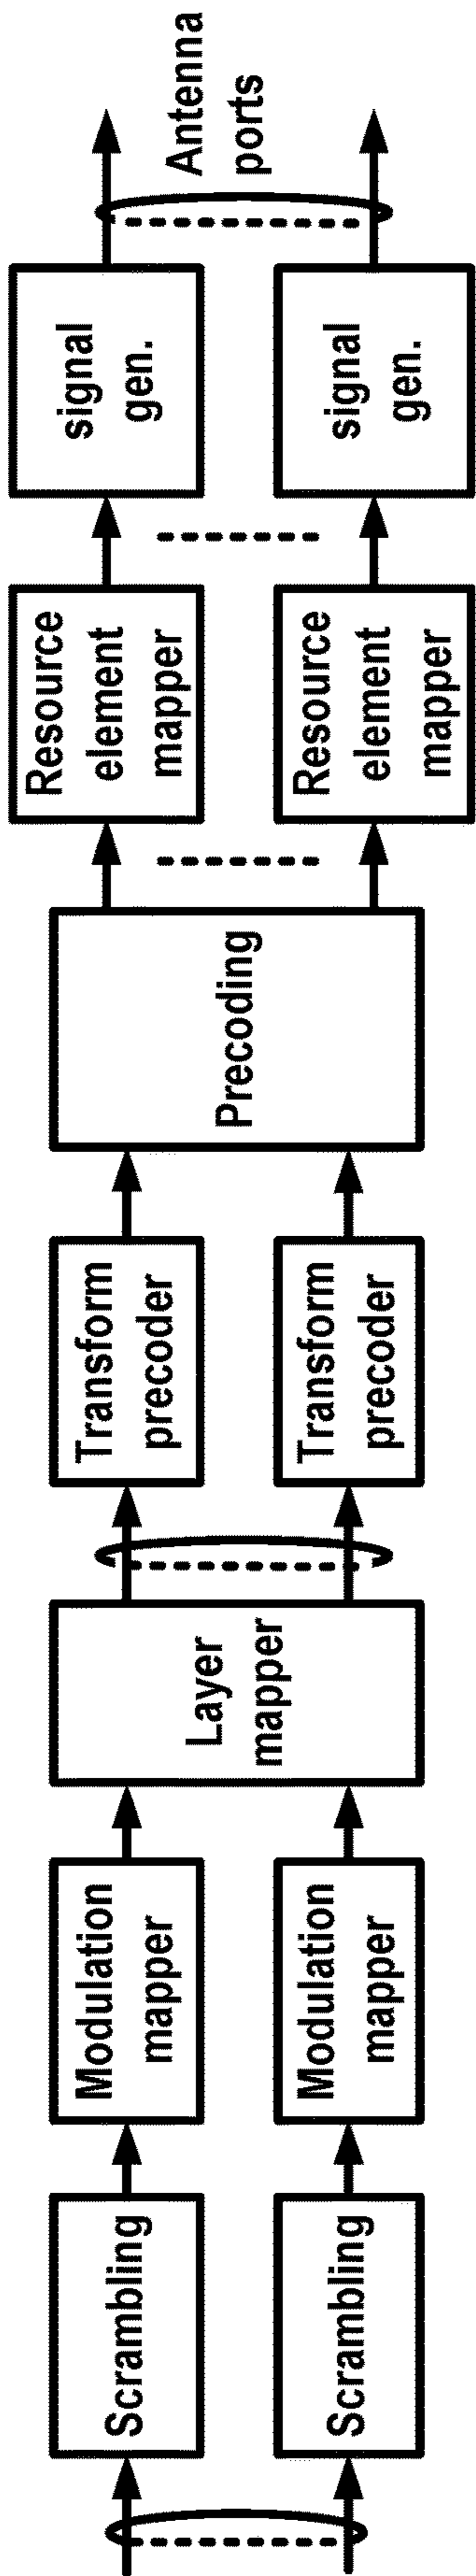 Scrambling
Scrambling
Modulation
mapper
Modulation
mapper
Layer
mapper
Transform
precoder
Transform
precoder
Precoding
Resource
element
mapper
Resource
element
mapper
signal
gen.
signal
gen.
Antenna
ports